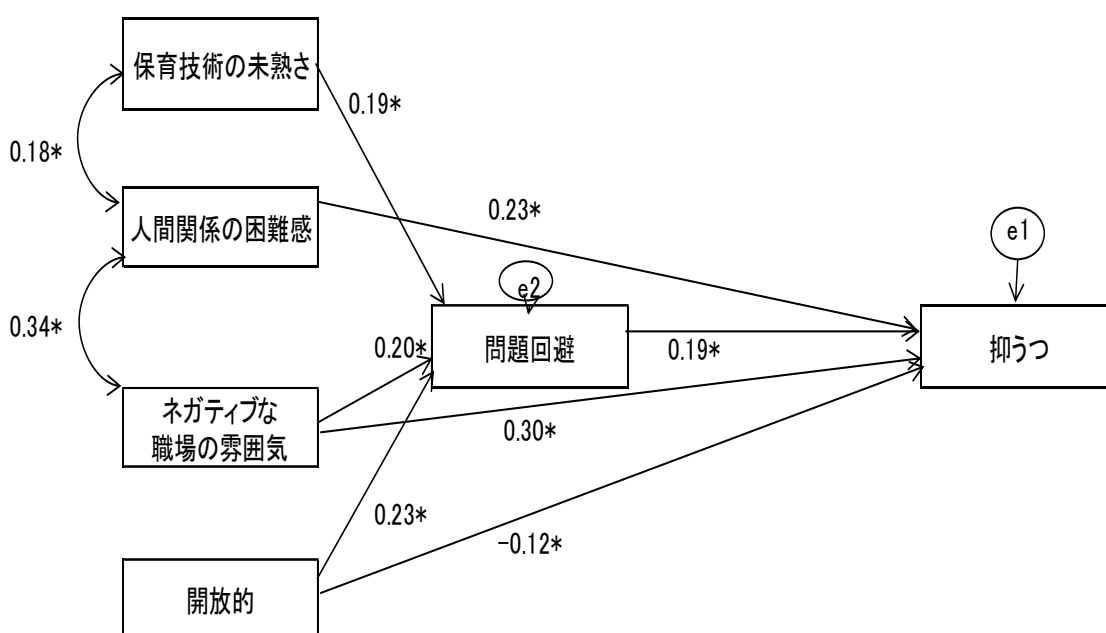 保育技術の未熟さ
0.19*
0.18*
人間関係の困難感
0.23*
e1
e2
0.34*
0.20*
問題回避
0.19*
抑うつ
ネガティブな
職場の雰囲気
0.30*
0.23*
-0.12*
開放的